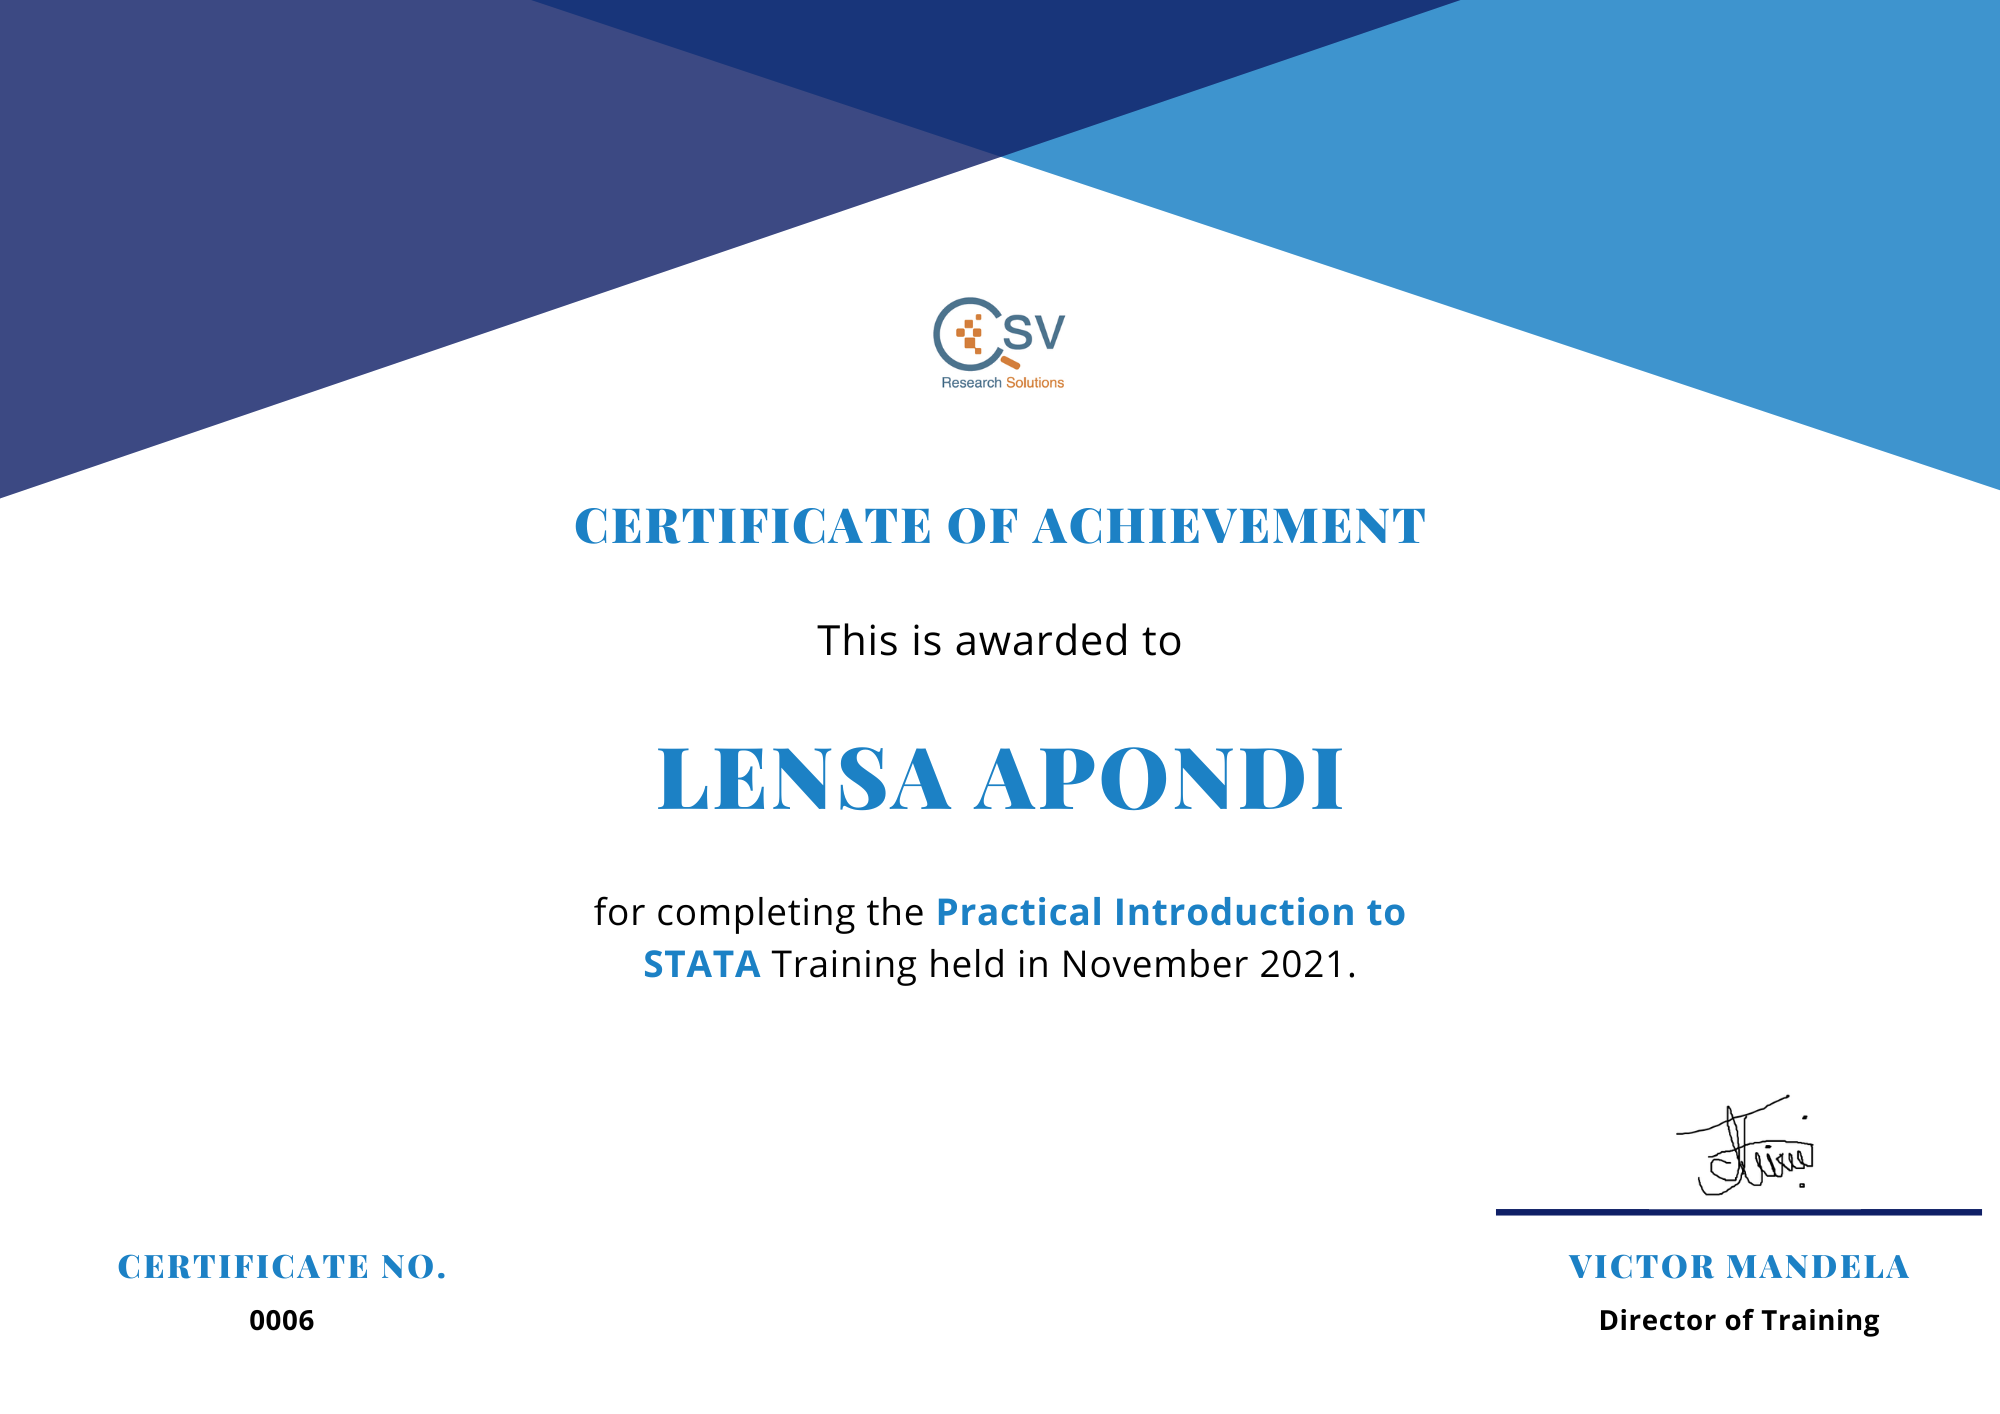 CSV
Research Solutions
CERTIFICATE OF ACHIEVEMENT
This is awarded to
LENSA APONDI
for completing the Practical Introduction to
STATA Training held in November 2021.
CERTIFICATE NO.
0006
VICTOR MANDELA
Director of Training